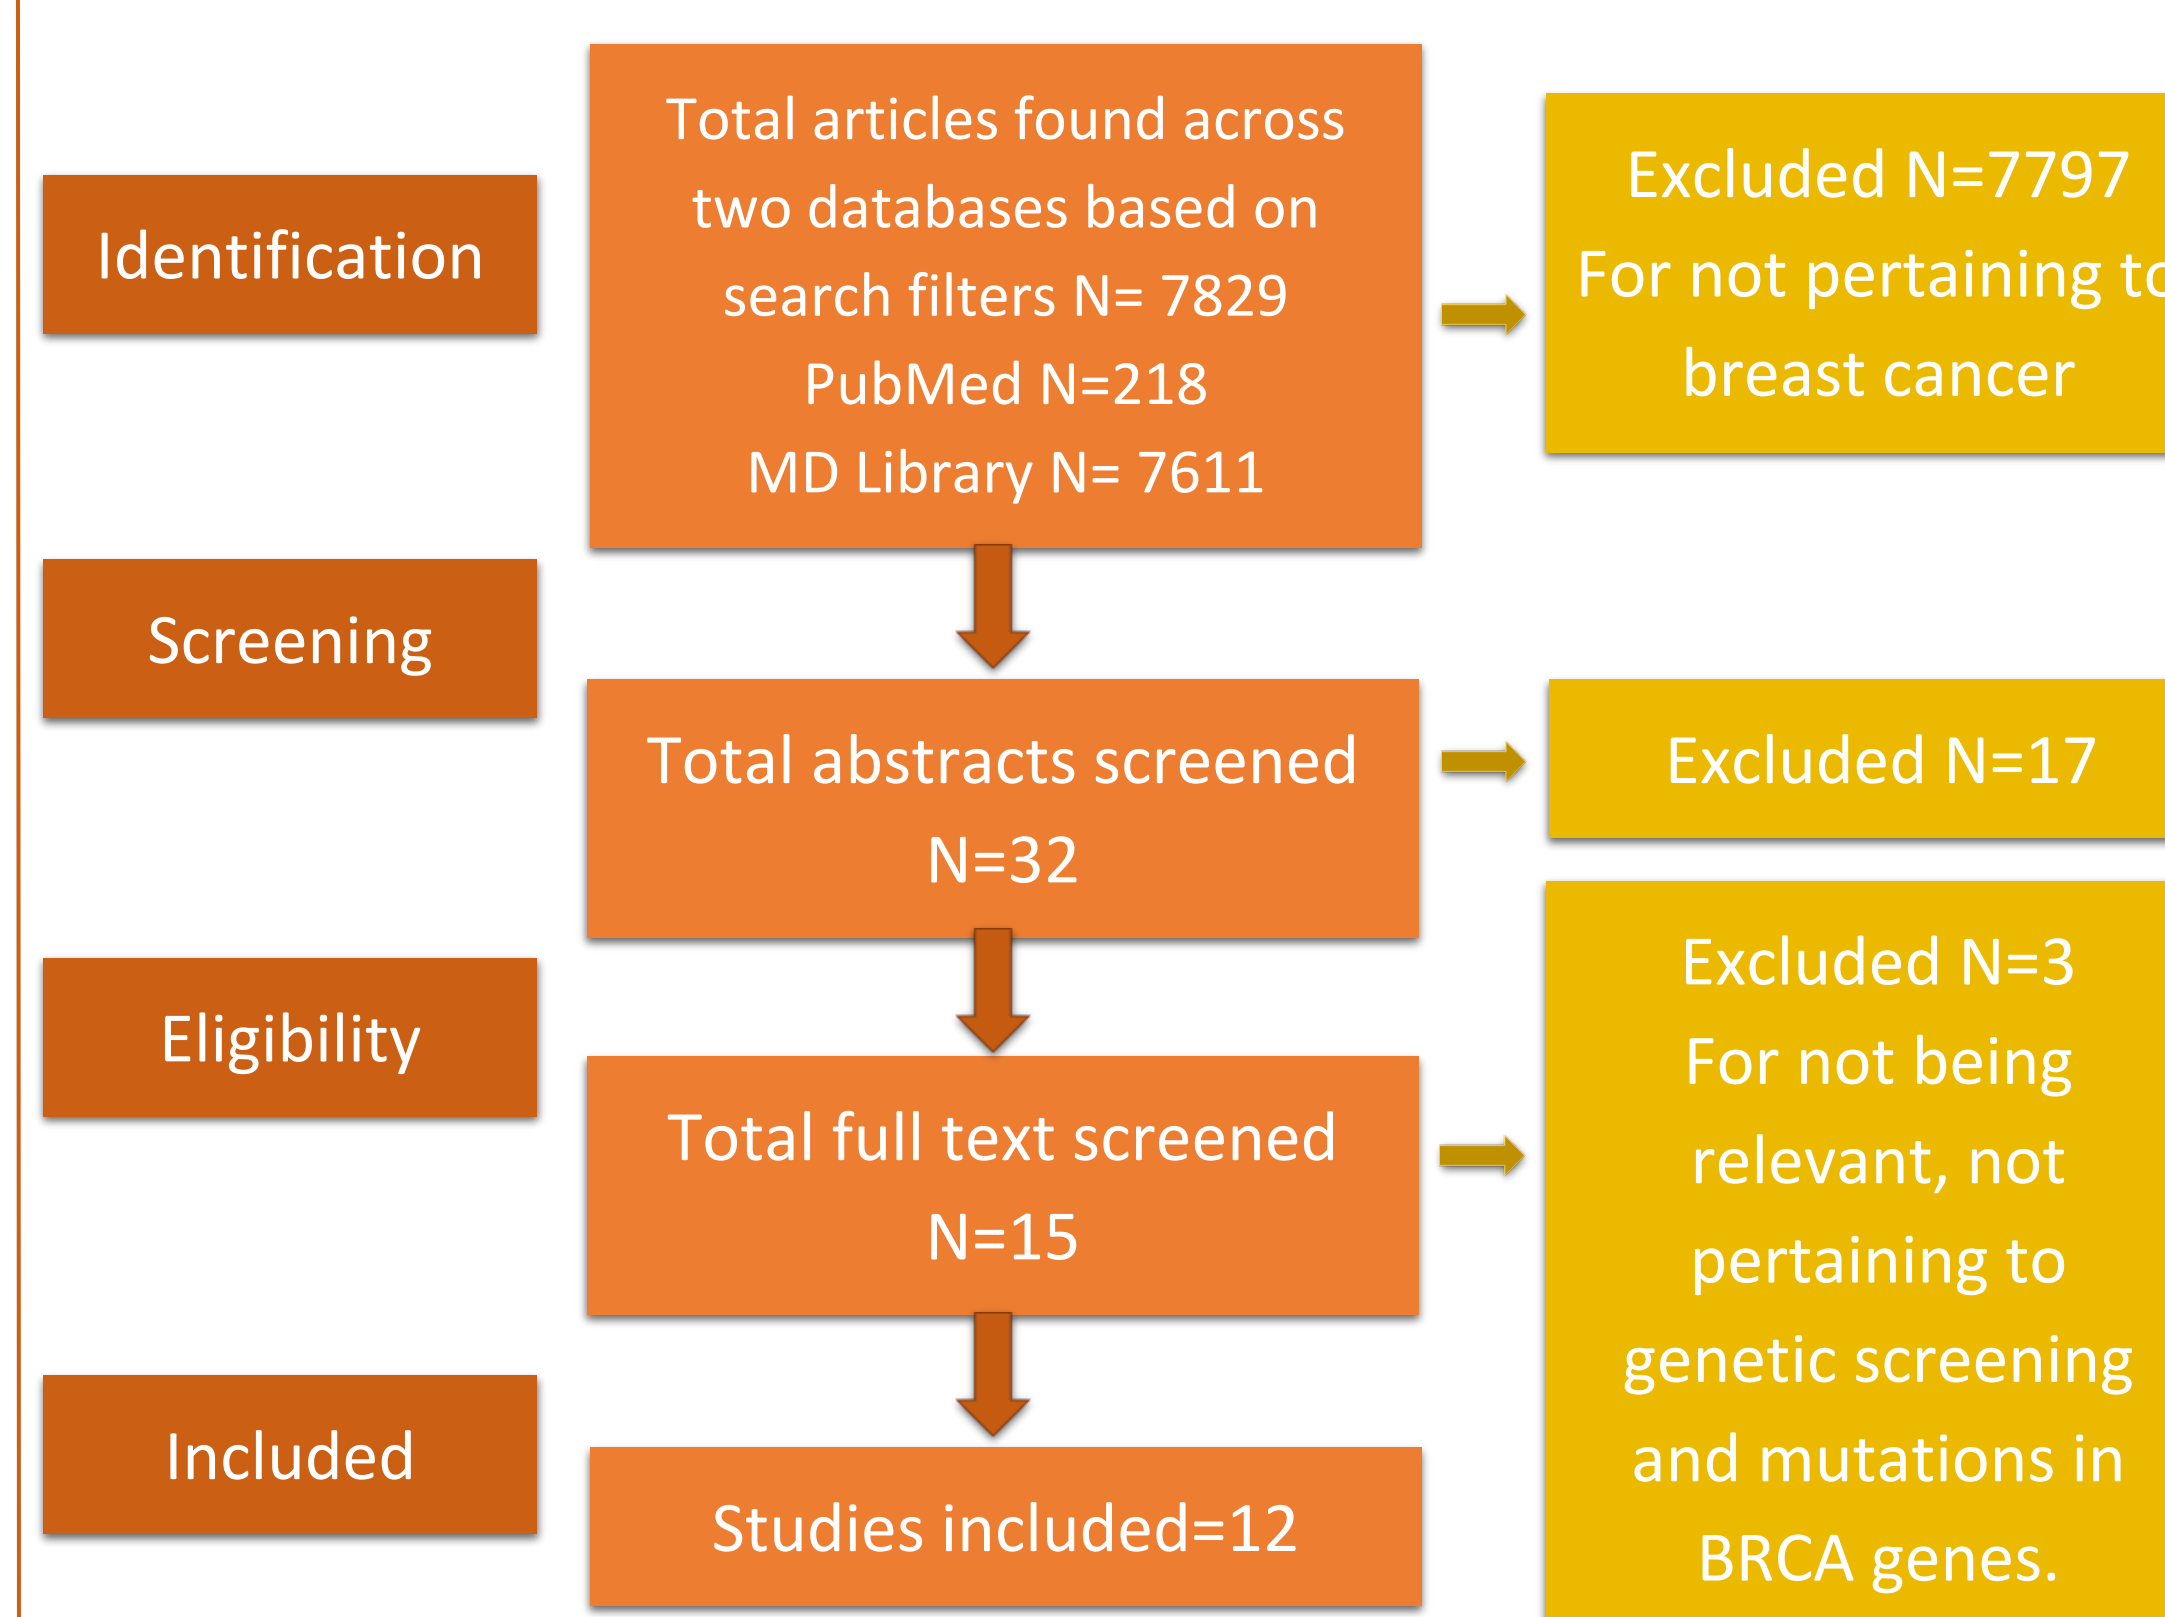 Identification
Total articles found across
two databases based on
search filters N= 7829
PubMed N=218
MD Library N= 7611
Excluded N=7797
For not pertaining to
breast cancer
Screening
Total abstracts screened
N=32
Excluded N=17
Eligibility
Total full text screened
N=15
Excluded N=3
For not being
relevant, not
pertaining to
genetic screening
and mutations in
BRCA genes.
Included
Studies included=12